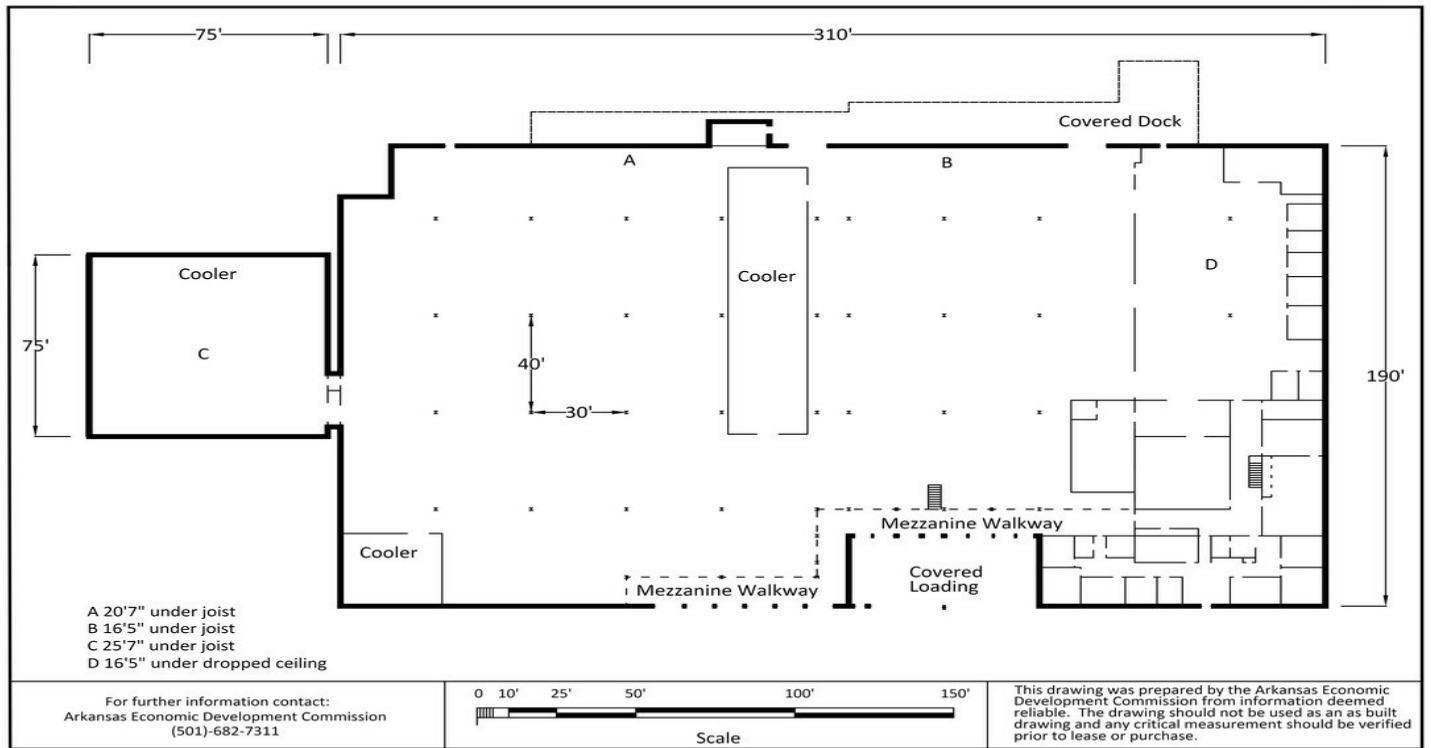 75'
310'
Covered Dock
A
B
Cooler
Cooler
D
75'
C
40'
190'
30'
Mezzanine Walkway
Cooler
Covered
Loading
Mezzanine Walkway
A 20'7" under joist
B 16'5" under joist
C 25'7" under joist
D 16'5" under dropped ceiling
For further information contact:
Arkansas Economic Development Commission
(501)-682-7311
0 10' 25' 50' 100' 150'
Scale
This drawing was prepared by the Arkansas Economic
Development Commission from information deemed
reliable. The drawing should not be used as an as built
drawing and any critical measurement should be verified
prior to lease or purchase.